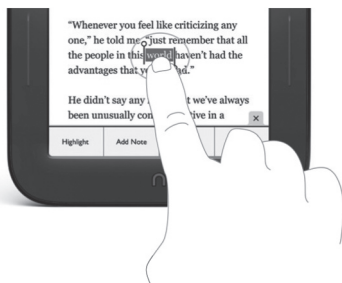 “Whenever you feel like criticizing any
one,” he told me, “just remember that all
the people in this world haven’t had the
advantages that
He didn’t say any we’ve always
been unusually in a
x
Highlight Add Note
n